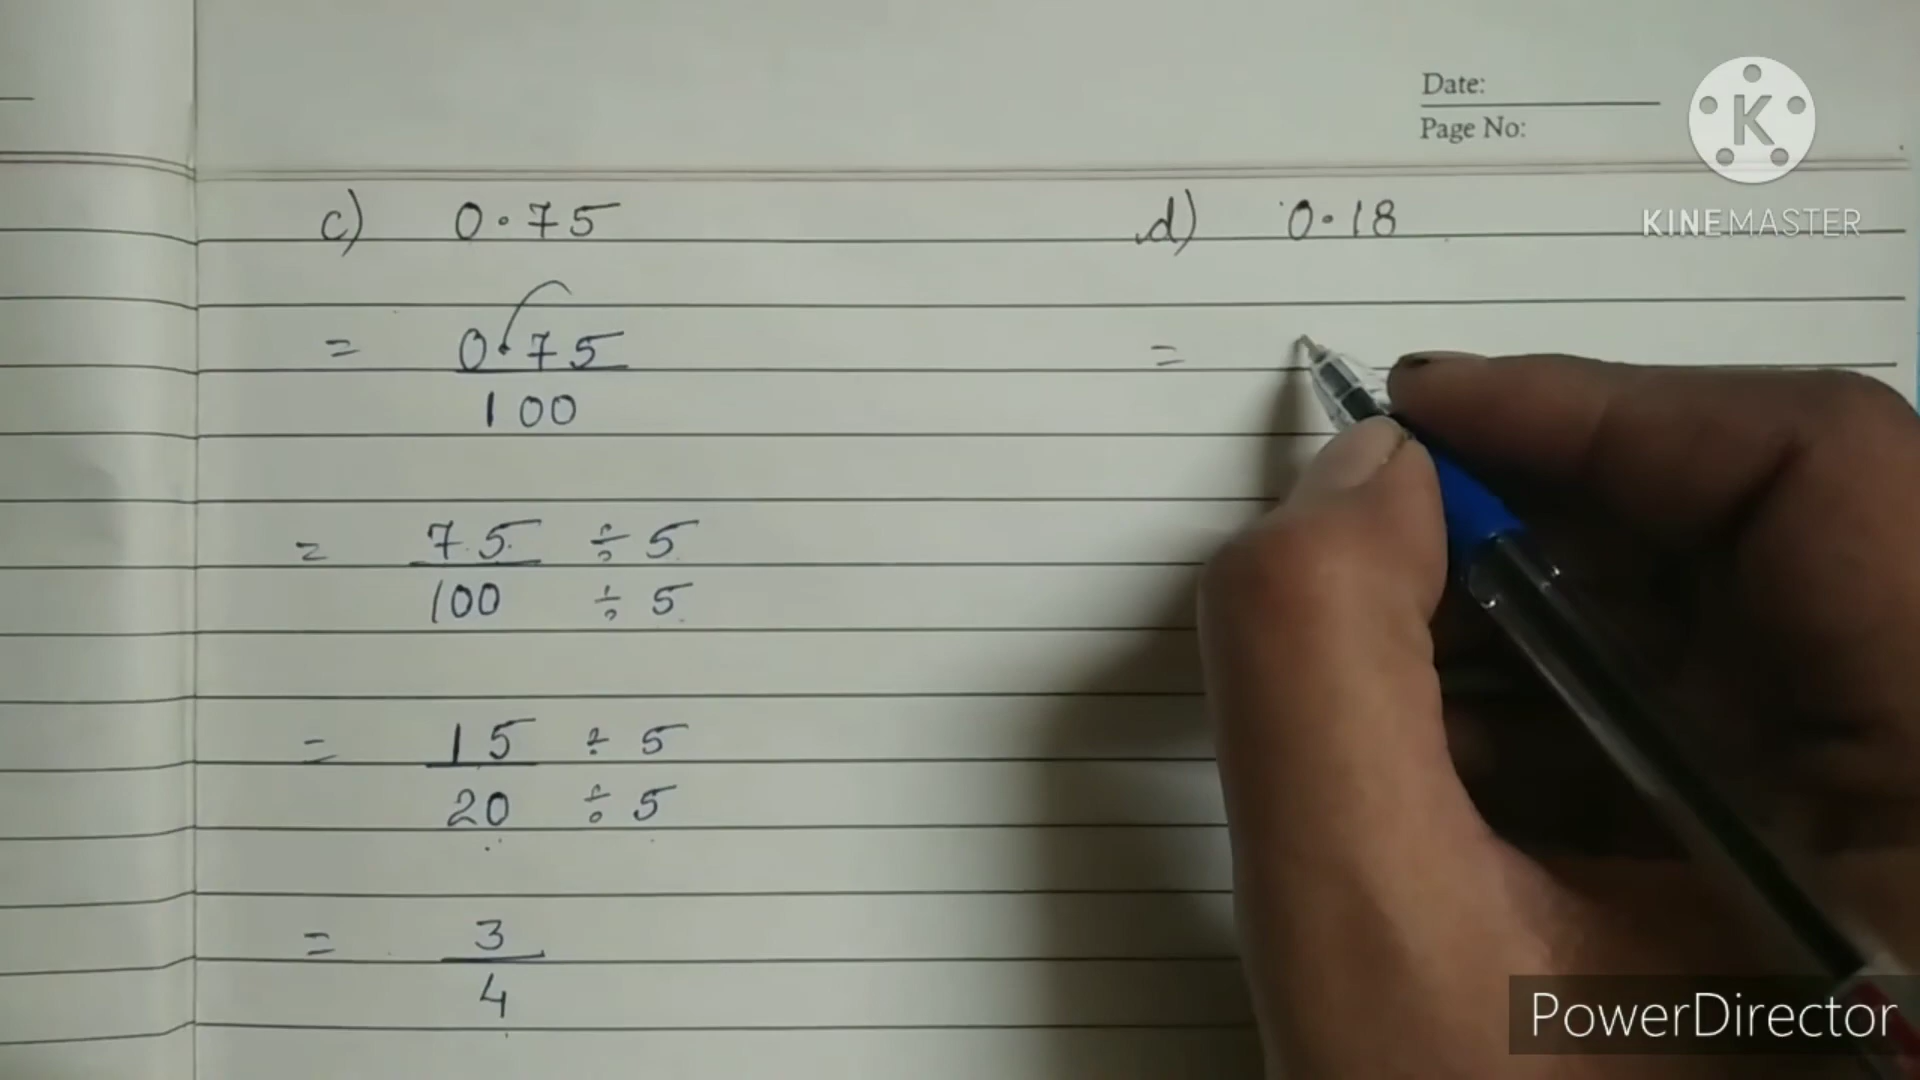 Date:
Page No:
K
KINEMASTER
c) 0.75
= 0.75
100
= 75 ÷ 5
100 ÷ 5
= 15 ÷ 5
20 ÷ 5
= 3
4
d) 0.18
=
PowerDirector